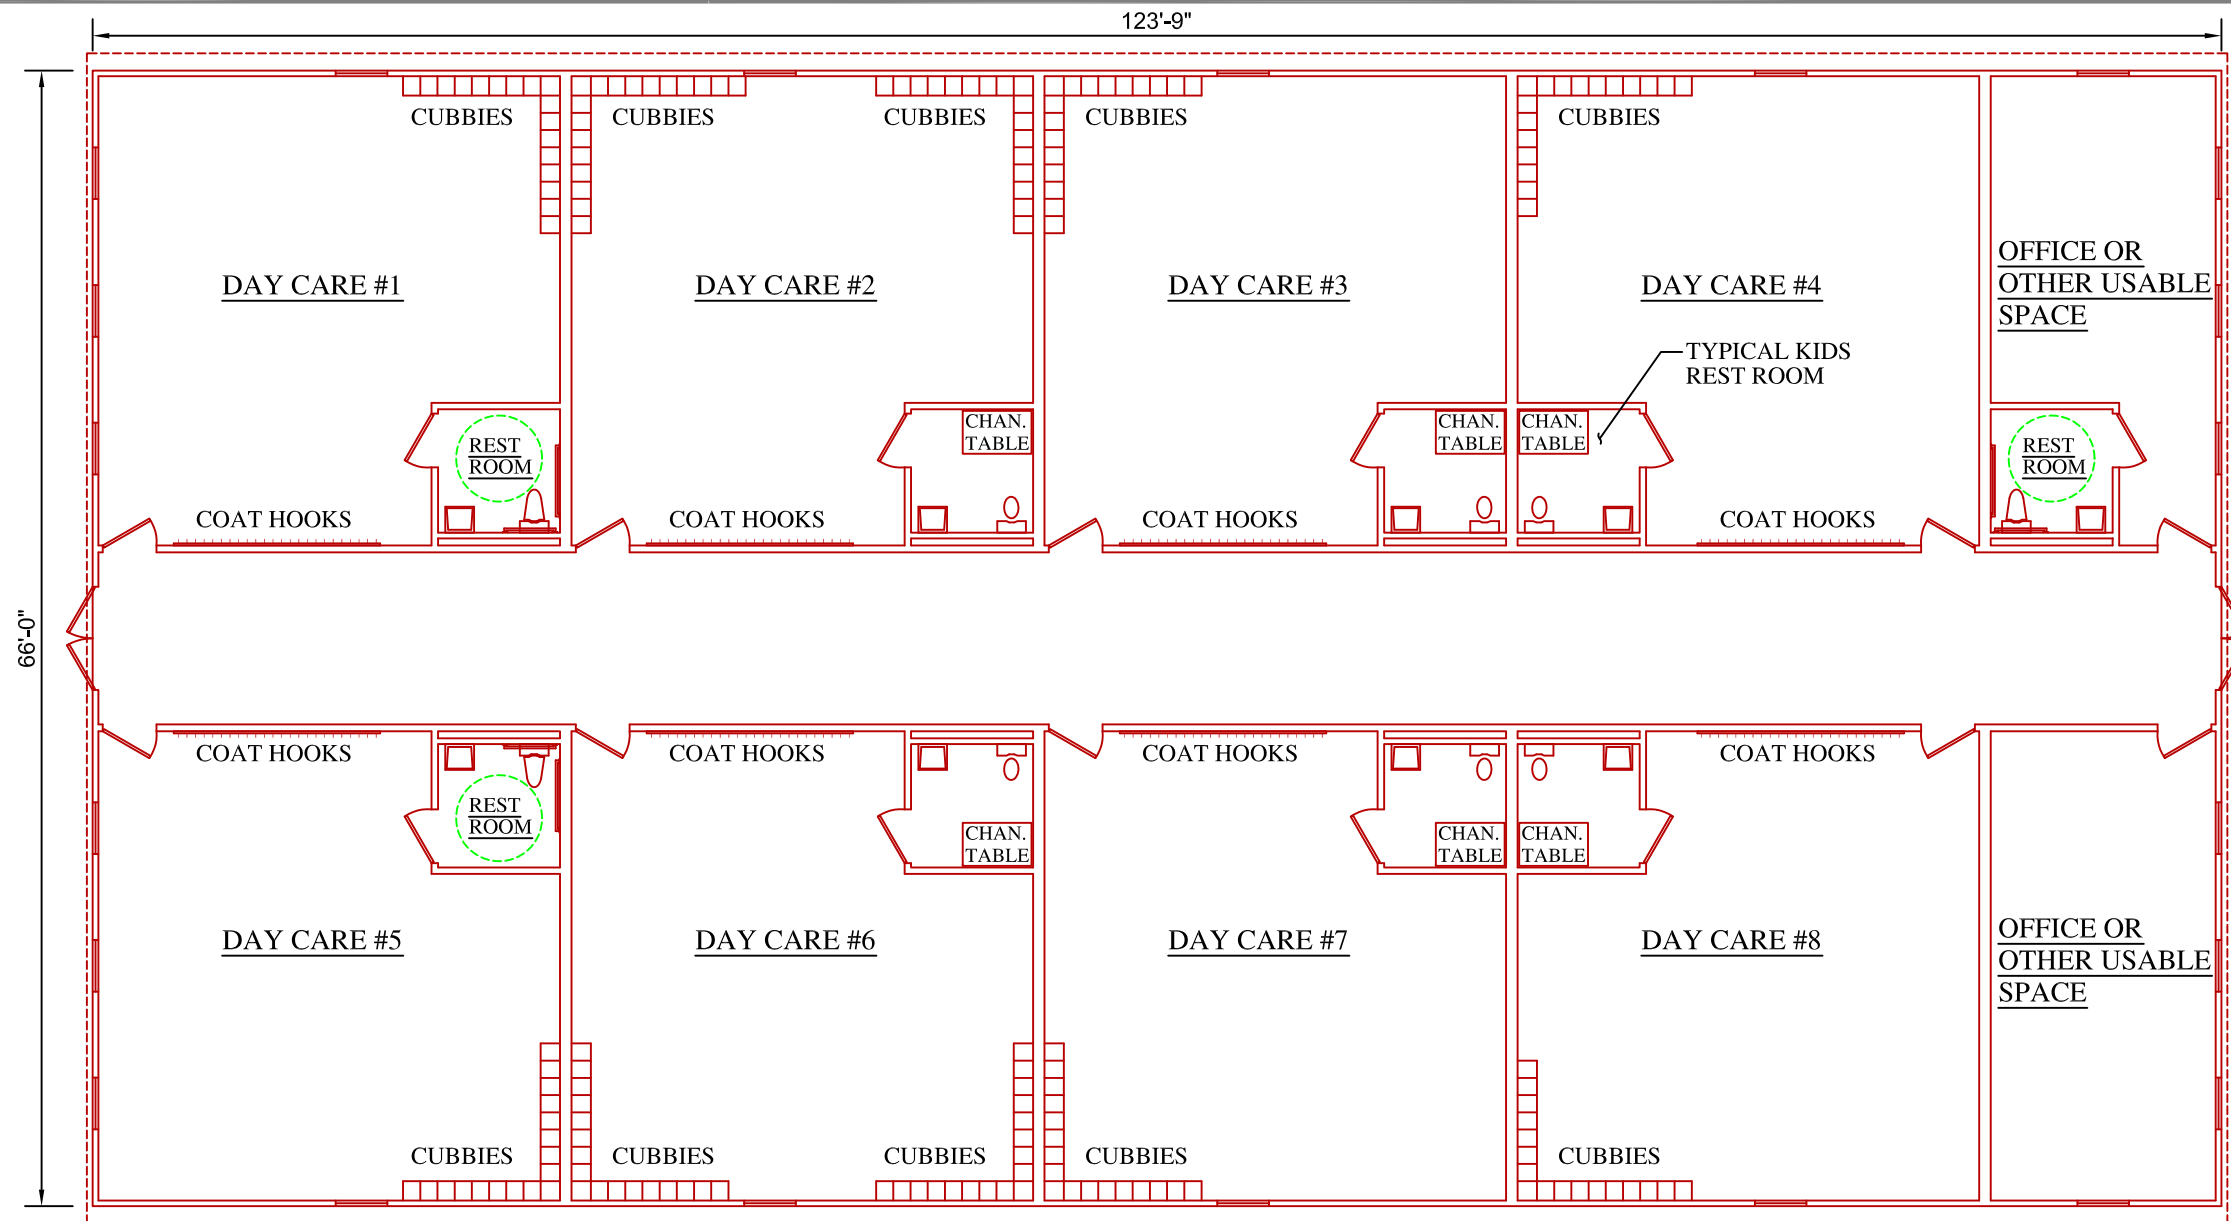 123'-9"
CUBBIES
CUBBIES
CUBBIES
CUBBIES
CUBBIES
DAY CARE #1
DAY CARE #2
DAY CARE #3
DAY CARE #4
OFFICE OR
OTHER USABLE
SPACE
TYPICAL KIDS
REST ROOM
REST
ROOM
CHAN.
TABLE
CHAN.
TABLE
CHAN.
TABLE
REST
ROOM
COAT HOOKS
COAT HOOKS
COAT HOOKS
COAT HOOKS
66'-0"
COAT HOOKS
COAT HOOKS
COAT HOOKS
COAT HOOKS
REST
ROOM
CHAN.
TABLE
CHAN.
TABLE
CHAN.
TABLE
DAY CARE #5
DAY CARE #6
DAY CARE #7
DAY CARE #8
OFFICE OR
OTHER USABLE
SPACE
CUBBIES
CUBBIES
CUBBIES
CUBBIES
CUBBIES